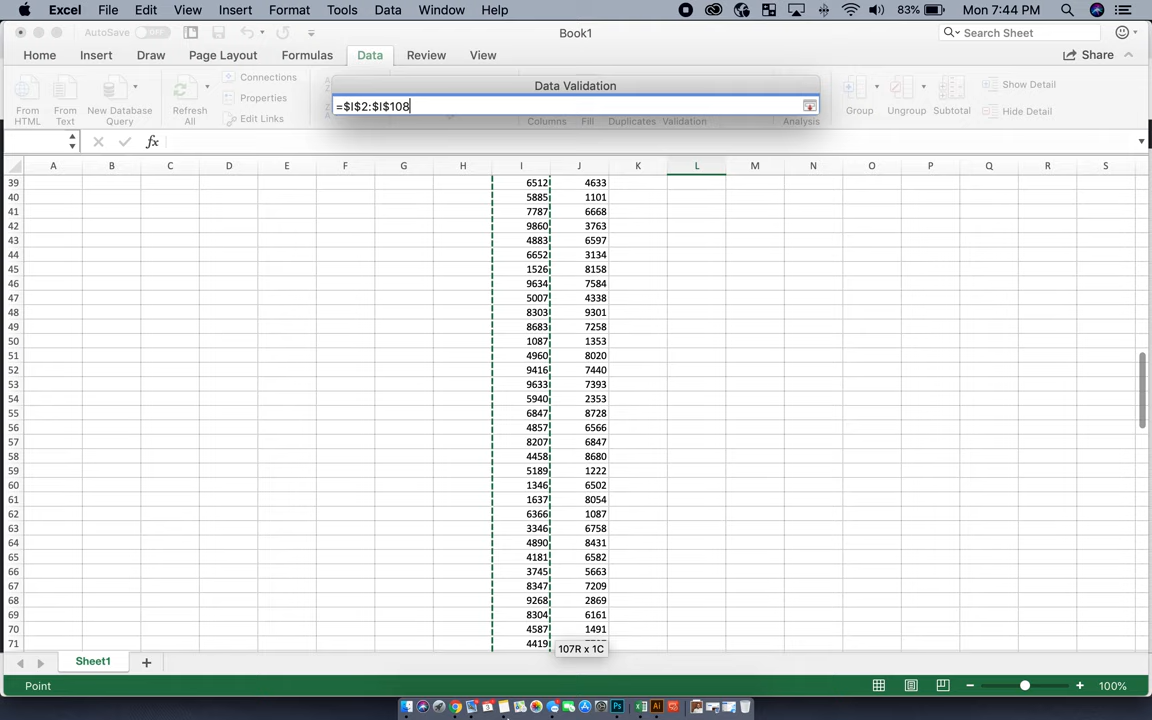 Excel File Edit View Insert Format Tools Data Window Help 83% Mon 7:44 PM
AutoSave OFF Book1 Search Sheet
Home Insert Draw Page Layout Formulas Data Review View Share
Data Validation
=$I$2:$I$108
From HTML From Text New Database Query Refresh All Connections Properties Edit Links Columns Fill Duplicates Validation Analysis Group Ungroup Subtotal Show Detail Hide Detail
fx
A B C D E F G H I J K L M N O P Q R S
39 6512 4633
40 5885 1101
41 7787 6668
42 9860 3763
43 4883 6597
44 6652 3134
45 1526 8158
46 9634 7584
47 5007 4338
48 8303 9301
49 8683 7258
50 1087 1353
51 4960 8020
52 9416 7440
53 9633 7393
54 5940 2353
55 6847 8728
56 4857 6566
57 8207 6847
58 4458 8680
59 5189 1222
60 1346 6502
61 1637 8054
62 6366 1087
63 3346 6758
64 4890 8431
65 4181 6582
66 3745 5663
67 8347 7209
68 9268 2869
69 8304 6161
70 4587 1491
71 4419
107R x 1C
Sheet1
Point 100%